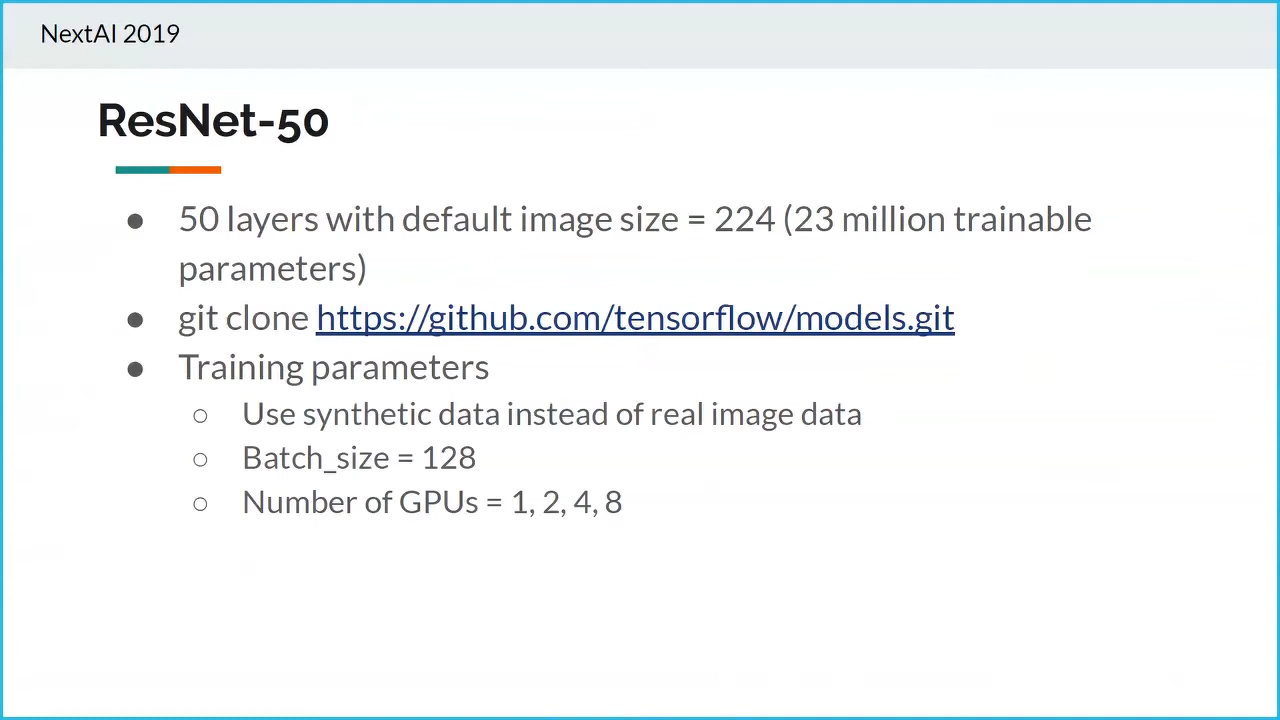 NextAI 2019
ResNet-50
● 50 layers with default image size = 224 (23 million trainable
parameters)
● git clone https://github.com/tensorflow/models.git
● Training parameters
○ Use synthetic data instead of real image data
○ Batch_size = 128
○ Number of GPUs = 1, 2, 4, 8